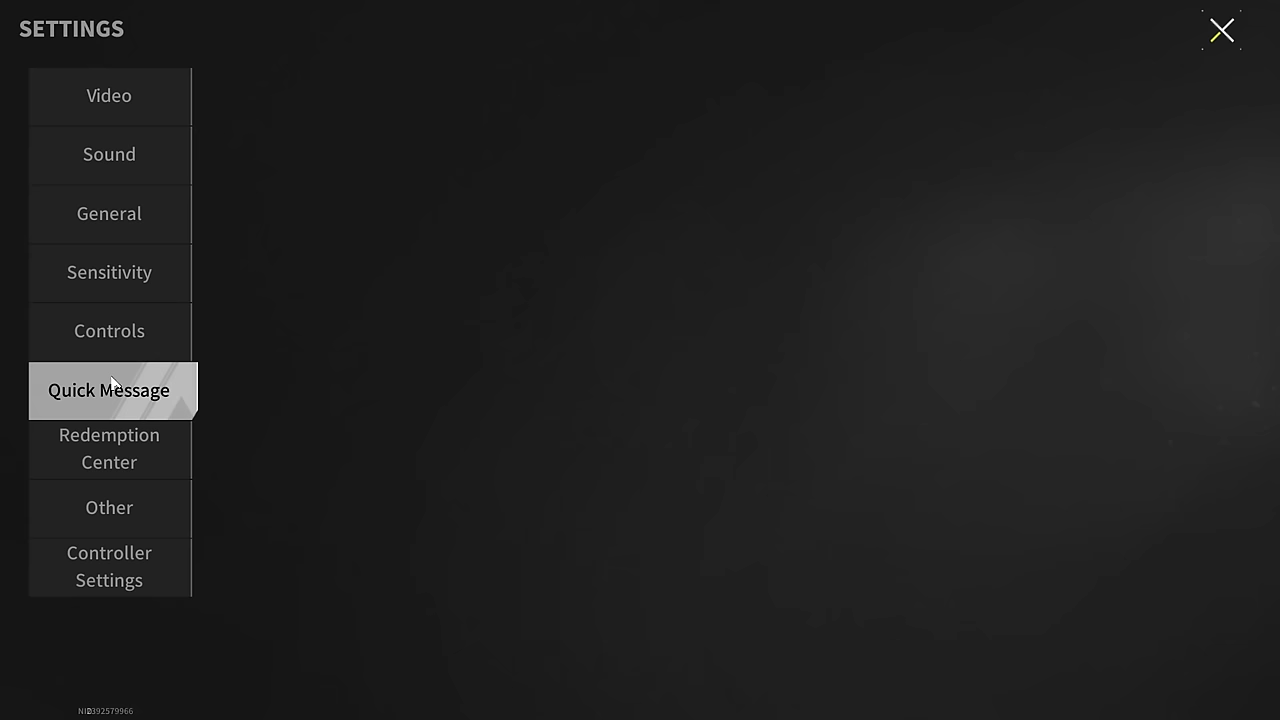 SETTINGS
Video
Sound
General
Sensitivity
Controls
Quick Message
Redemption
Center
Other
Controller
Settings